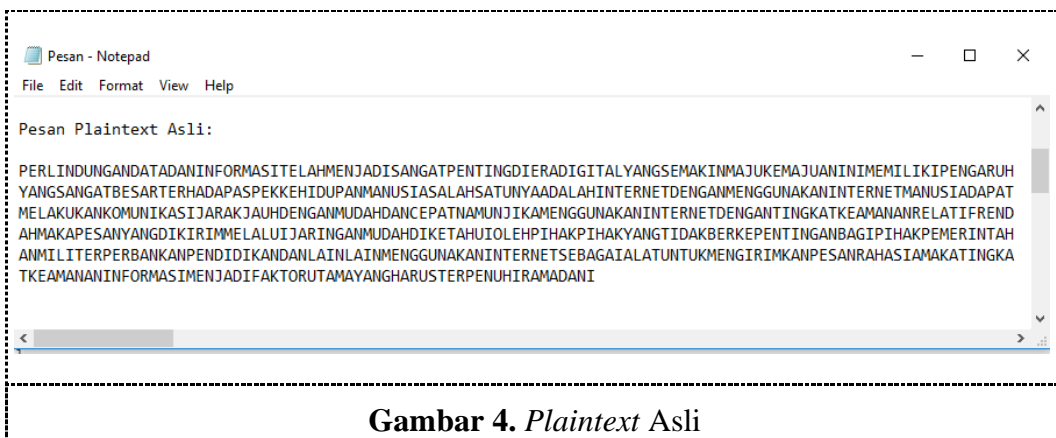 Pesan - Notepad
File Edit Format View Help
Pesan Plaintext Asli:
PERLINDUNGANDATADANINFORMASITELAHMENJADISANGATPENTINGDIERADIGITALYANGSEMAKINMAJUKEMAJUANINIMEMILIKIPENGARUH
YANGSANGATBESARTERHADAPASPEKKEHIDUPANMANUSIASALAHSATUNYAADALAHINTERNETDENGANMENGGUNAKANINTERNETMANUSIADAPAT
MELAKUKANKOMUNIKASIJARAKJAUHDENGANMUDAHDANCEPATNAMUNJIKAMENGGUNAKANINTERNETDENGANTINGKATKEAMANANRELATIFREND
AHMAKAPESANYANGDIKIRIMMELALUIJARINGANMUDAHDIKETAHUIOLEHPIHAKPIHAKYANGTIDAKBERKEPENTINGANBAGIPIHAKPEMERINTAH
ANMILITERPERBANKANPENDIDIKANDANLAINLAINMENGGUNAKANINTERNETSEBAGAIALATUNTUKMENGIRIMKANPESANRAHASIAMAKATINGKA
TKEAMANANINFORMASIMENJADIFAKTORUTAMAYANGHARUSTERPENUHIRAMADANI
Gambar 4. Plaintext Asli